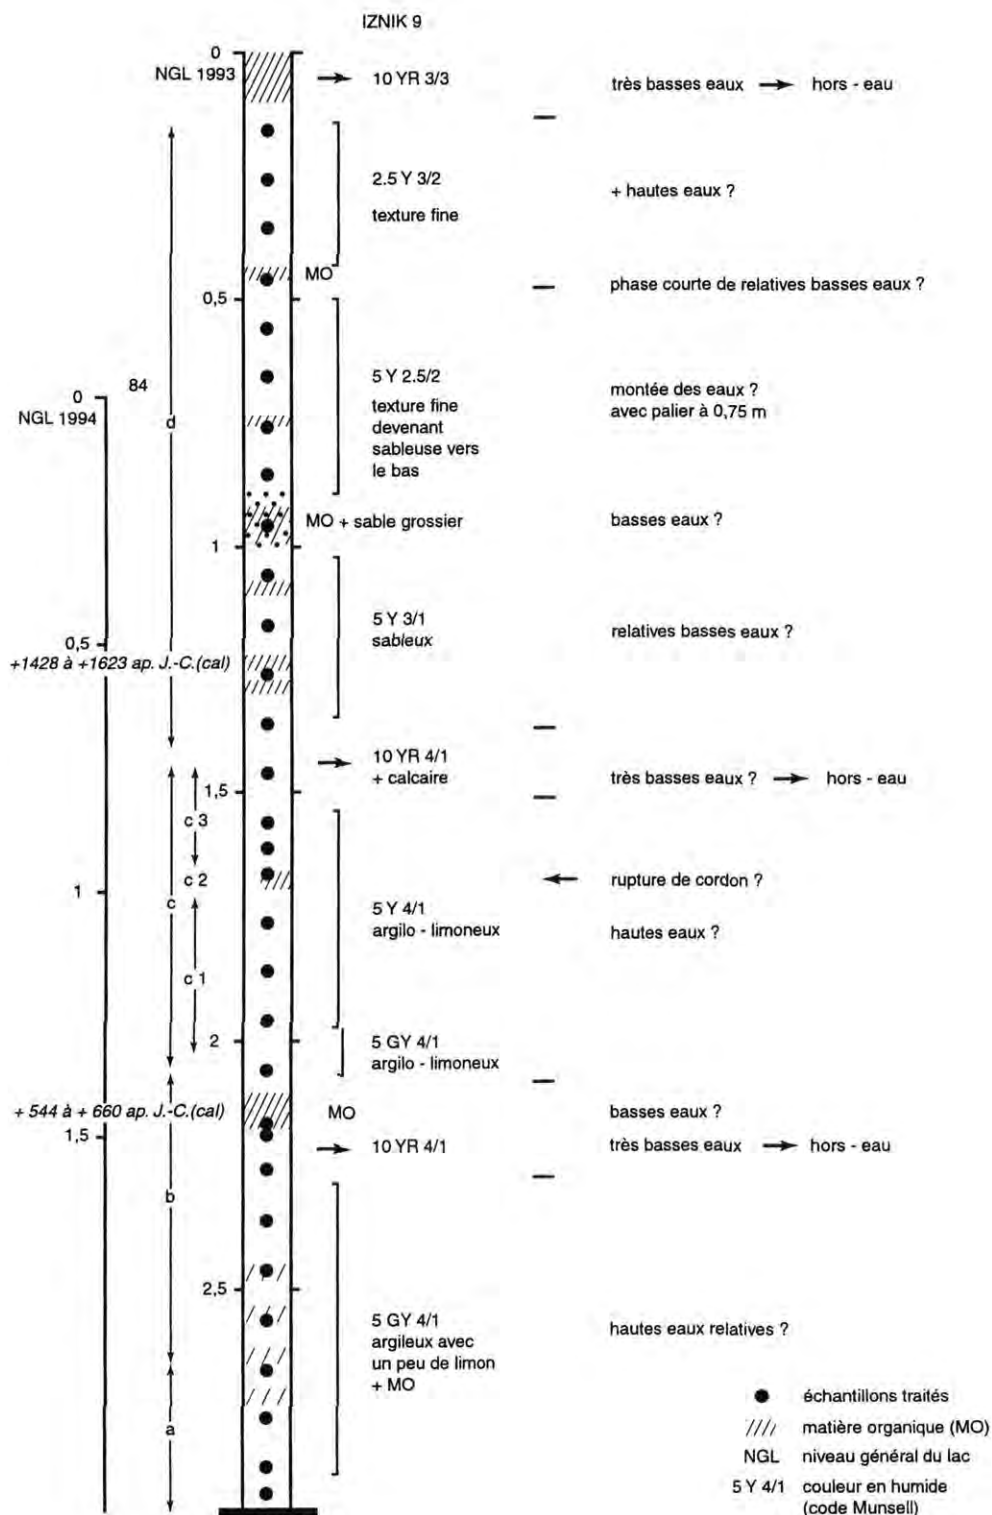 IZNIK 9
0
NGL 1993
10 YR 3/3
très basses eaux → hors - eau
2.5 Y 3/2
texture fine
+ hautes eaux ?
MO
phase courte de relatives basses eaux ?
0,5
84
0
NGL 1994
d
5 Y 2.5/2
texture fine
devenant
sableuse vers
le bas
montée des eaux ?
avec palier à 0,75 m
MO + sable grossier
basses eaux ?
1
5 Y 3/1
sableux
relatives basses eaux ?
0,5
+1428 à +1623 ap. J.-C.(cal)
10 YR 4/1
+ calcaire
très basses eaux ? → hors - eau
1,5
c 3
c 2
c
1
rupture de cordon ?
5 Y 4/1
argilo - limoneux
hautes eaux ?
c 1
2
5 GY 4/1
argilo - limoneux
+ 544 à + 660 ap. J.-C.(cal)
MO
basses eaux ?
1,5
10 YR 4/1
très basses eaux → hors - eau
b
2,5
5 GY 4/1
argileux avec
un peu de limon
+ MO
hautes eaux relatives ?
a
échantillons traités
matière organique (MO)
NGL niveau général du lac
5 Y 4/1 couleur en humide
(code Munsell)